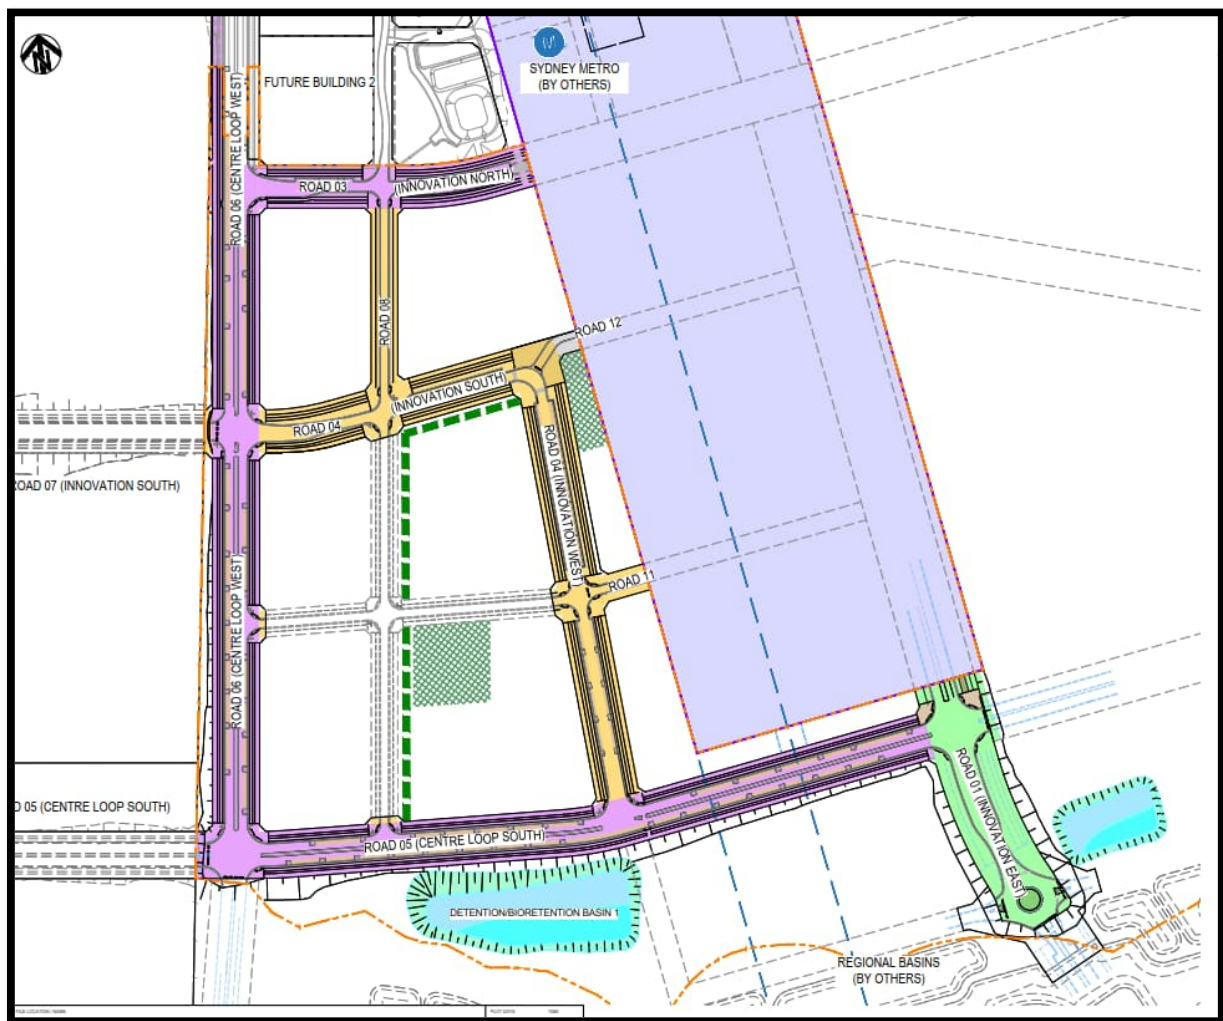 M
SYDNEY METRO
(BY OTHERS)
FUTURE BUILDING 2
ROAD 06 (CENTRE LOOP WEST)
ROAD 03
(INNOVATION NORTH)
ROAD 08
ROAD 12
(INNOVATION SOUTH)
ROAD 04
ROAD 04 (INNOVATION WEST)
ROAD 07 (INNOVATION SOUTH)
ROAD 11
ROAD 06 (CENTRE LOOP WEST)
ROAD 01 (INNOVATION EAST)
D 05 (CENTRE LOOP SOUTH)
ROAD 05 (CENTRE LOOP SOUTH)
DETENTION/BIORETENTION BASIN 1
REGIONAL BASINS
(BY OTHERS)